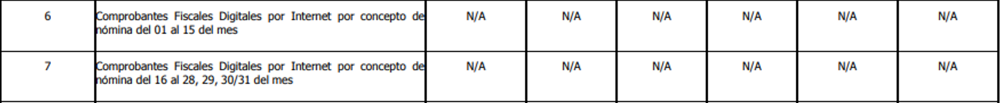 6 Comprobantes Fiscales Digitales por Internet por concepto de N/A N/A N/A N/A N/A N/A
nómina del 01 al 15 del mes
7 Comprobantes Fiscales Digitales por Internet por concepto de N/A N/A N/A N/A N/A N/A
nómina del 16 al 28, 29, 30/31 del mes